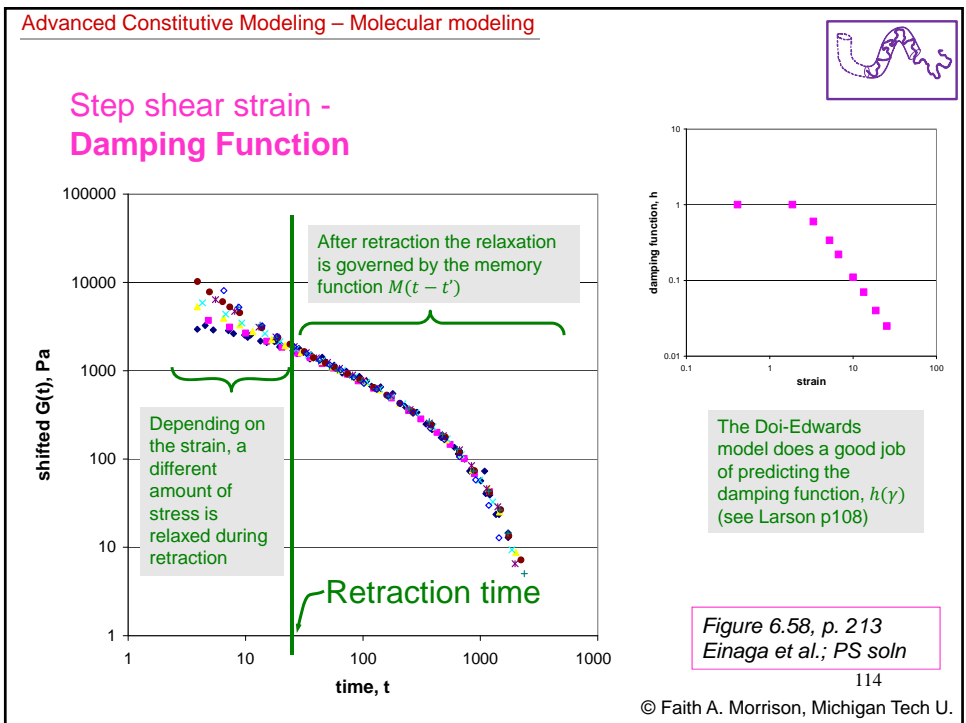 Advanced Constitutive Modeling – Molecular modeling
Step shear strain -
Damping Function
100000
10000
1000
100
10
1
shifted G(t), Pa
1
10
100
1000
1000
time, t
After retraction the relaxation
is governed by the memory
function M(t − t')
Depending on
the strain, a
different
amount of
stress is
relaxed during
retraction
Retraction time
10
1
0.1
0.01
damping function, h
0.1
1
10
100
strain
The Doi-Edwards
model does a good job
of predicting the
damping function, h(γ)
(see Larson p108)
Figure 6.58, p. 213
Einaga et al.; PS soln
114
© Faith A. Morrison, Michigan Tech U.